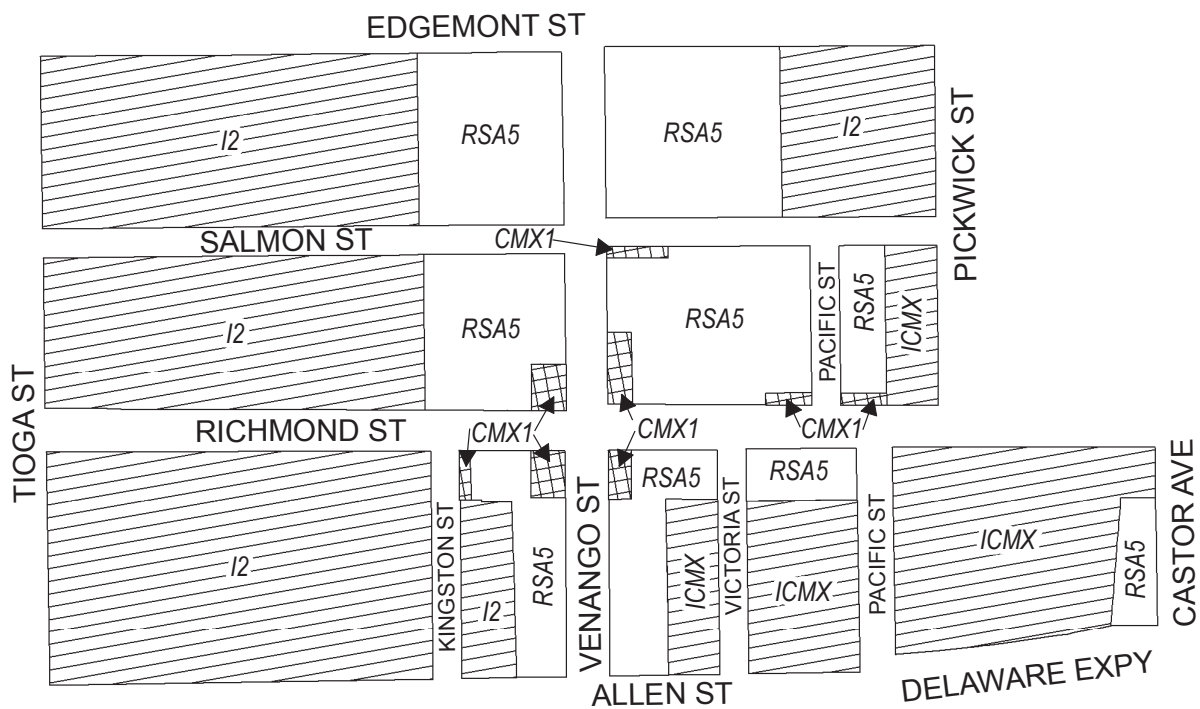 EDGEMONT ST
I2
RSA5
RSA5
I2
PICKWICK ST
SALMON ST
CMX1
I2
RSA5
RSA5
PACIFIC ST
RSA5
ICMX
TIOGA ST
RICHMOND ST
CMX1
CMX1
CMX1
I2
KINGSTON ST
I2
RSA5
VENANGO ST
RSA5
ICMX
VICTORIA ST
RSA5
ICMX
PACIFIC ST
ICMX
RSA5
CASTOR AVE
ALLEN ST
DELAWARE EXPY